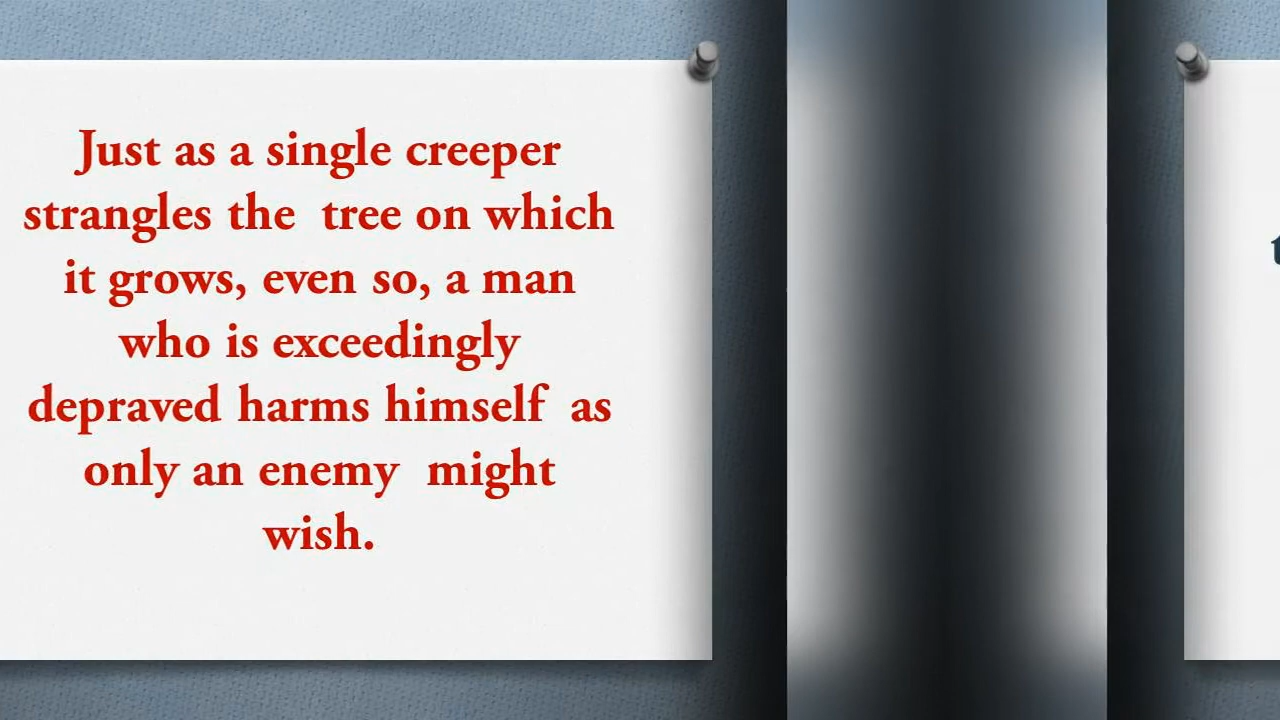 Just as a single creeper
strangles the tree on which
it grows, even so, a man
who is exceedingly
depraved harms himself as
only an enemy might
wish.